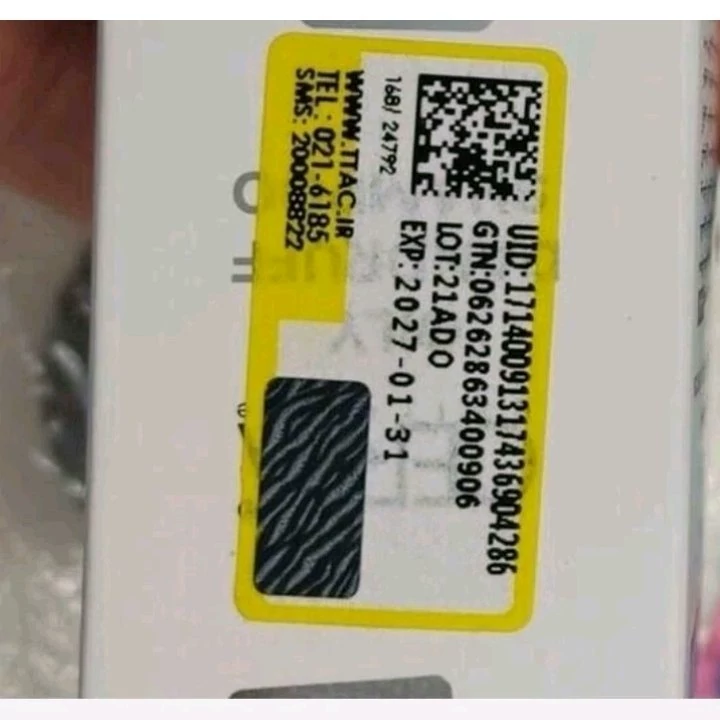 UID:17140091317436904286
GTN:06262863400906
LOT:21ADO
EXP:2027-01-31
168/ 24792
WWW.TTAC.IR
TEL: 021-6185
SMS: 20008822